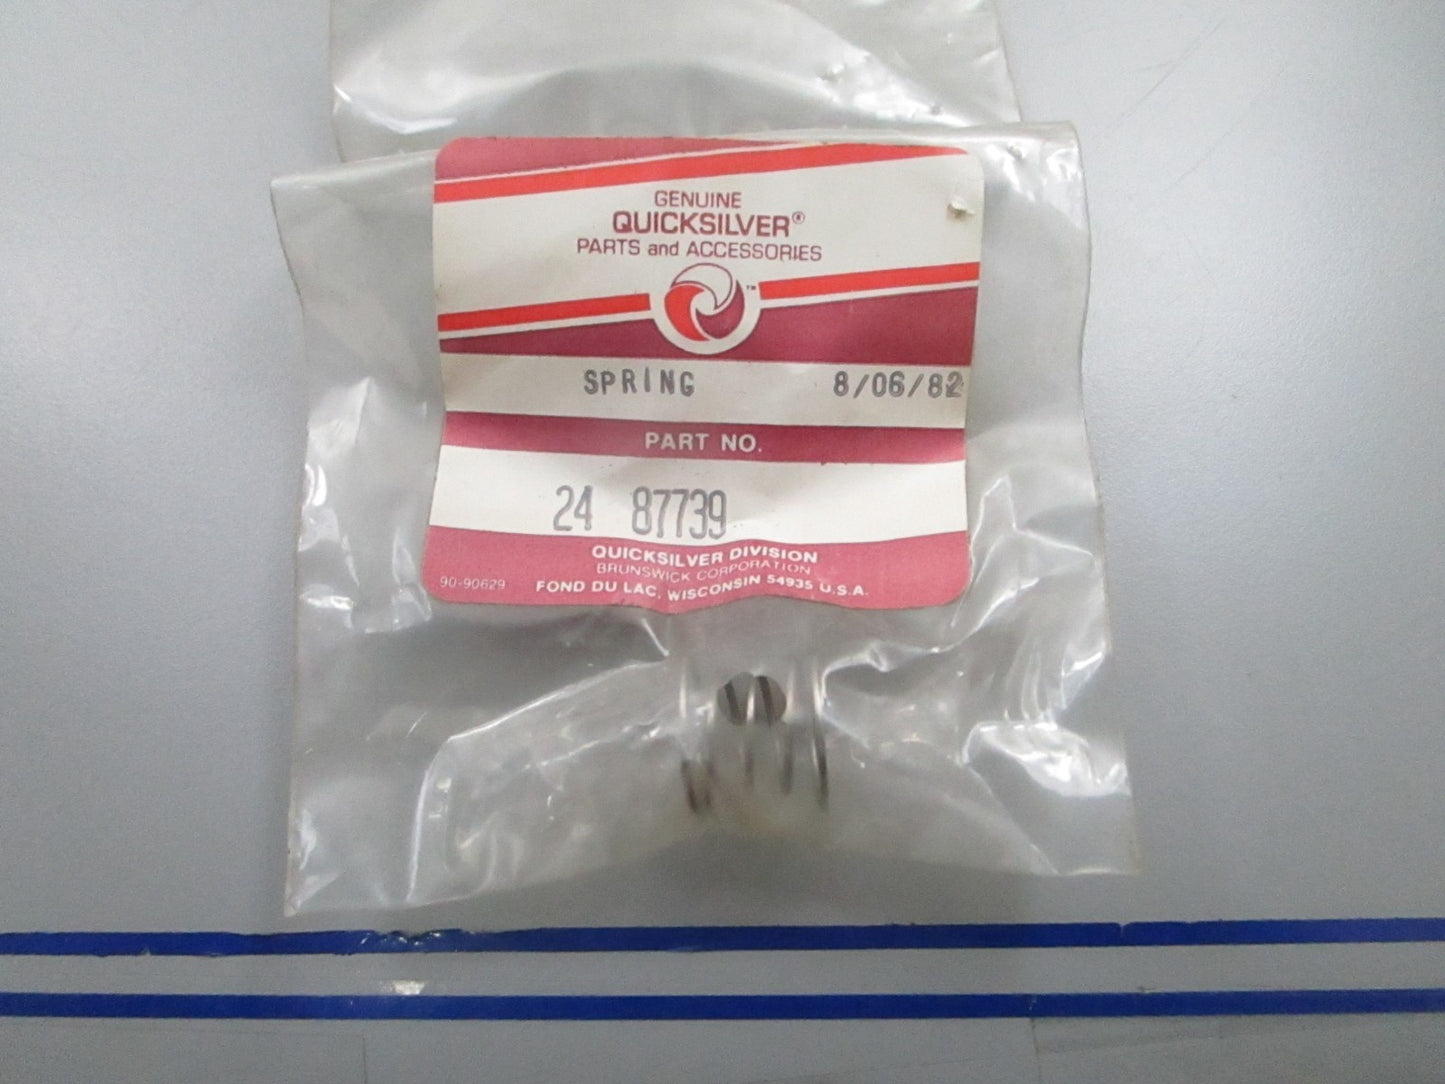 GENUINE
QUICKSILVER®
PARTS and ACCESSORIES
™
SPRING 8/06/82
PART NO.
24 87739
QUICKSILVER DIVISION
BRUNSWICK CORPORATION
90-90629 FOND DU LAC, WISCONSIN 54935 U.S.A.